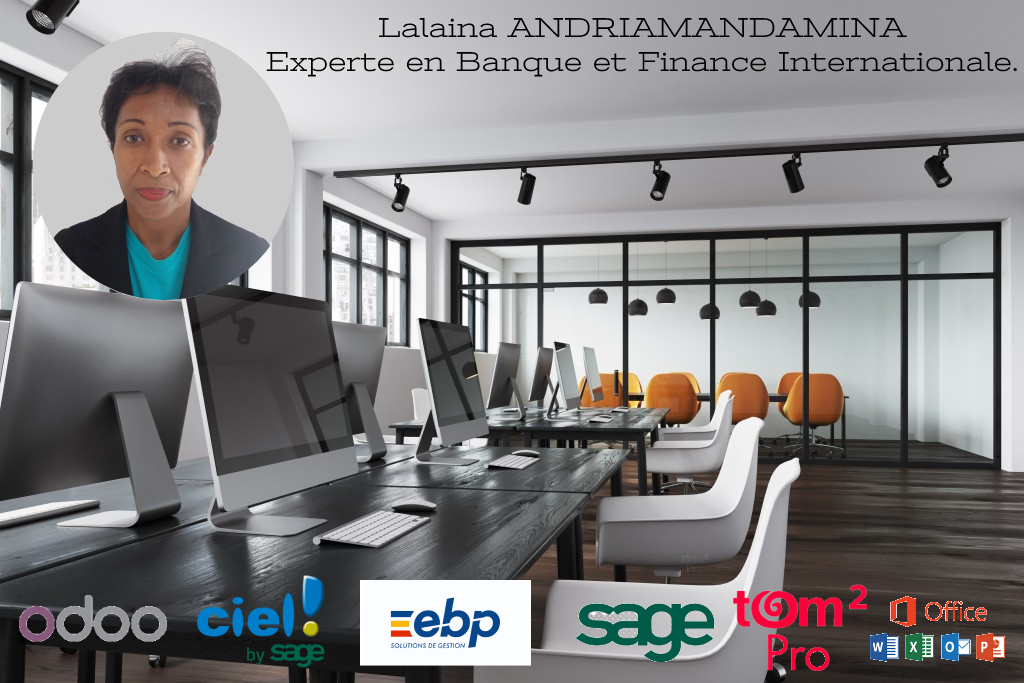 Lalaina ANDRIAMANDAMINA
Experte en Banque et Finance Internationale.
odoo
ciel!
by sage
ebp
SOLUTIONS DE GESTION
sage
tom²
Pro
Office
W X O P